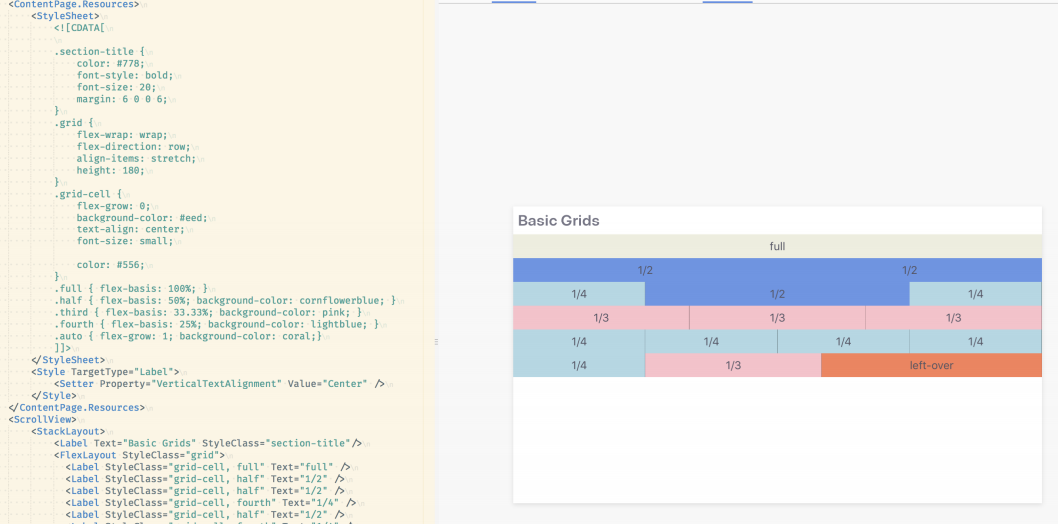 <ContentPage.Resources>
<StyleSheet>
<![CDATA[
.section-title {
color: #778;
font-style: bold;
font-size: 20;
margin: 6 0 0 6;
}
.grid {
flex-wrap: wrap;
flex-direction: row;
align-items: stretch;
height: 180;
}
.grid-cell {
flex-grow: 0;
background-color: #eed;
text-align: center;
font-size: small;
color: #556;
}
.full { flex-basis: 100%; }
.half { flex-basis: 50%; background-color: cornflowerblue; }
.third { flex-basis: 33.33%; background-color: pink; }
.fourth { flex-basis: 25%; background-color: lightblue; }
.auto { flex-grow: 1; background-color: coral;}
]]>
</StyleSheet>
<Style TargetType="Label">
<Setter Property="VerticalTextAlignment" Value="Center" />
</Style>
</ContentPage.Resources>
<ScrollView>
<StackLayout>
<Label Text="Basic Grids" StyleClass="section-title"/>
<FlexLayout StyleClass="grid">
<Label StyleClass="grid-cell, full" Text="full" />
<Label StyleClass="grid-cell, half" Text="1/2" />
<Label StyleClass="grid-cell, half" Text="1/2" />
<Label StyleClass="grid-cell, fourth" Text="1/4" />
<Label StyleClass="grid-cell, half" Text="1/2" />
Basic Grids
full
1/2 1/2
1/4 1/2 1/4
1/3 1/3 1/3
1/4 1/4 1/4 1/4
1/4 1/3 left-over